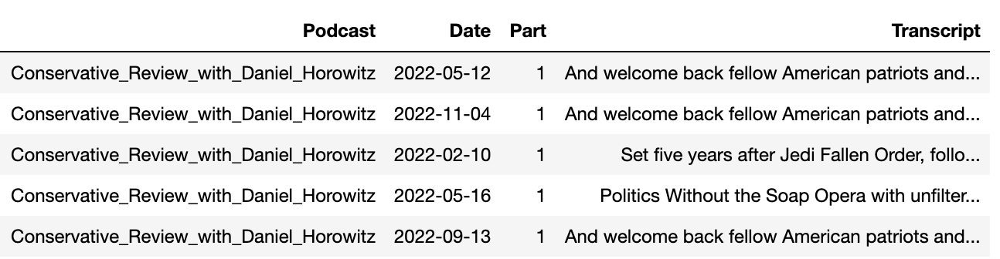 Podcast Date Part Transcript
Conservative_Review_with_Daniel_Horowitz 2022-05-12 1 And welcome back fellow American patriots and...
Conservative_Review_with_Daniel_Horowitz 2022-11-04 1 And welcome back fellow American patriots and...
Conservative_Review_with_Daniel_Horowitz 2022-02-10 1 Set five years after Jedi Fallen Order, follo...
Conservative_Review_with_Daniel_Horowitz 2022-05-16 1 Politics Without the Soap Opera with unfilter...
Conservative_Review_with_Daniel_Horowitz 2022-09-13 1 And welcome back fellow American patriots and...